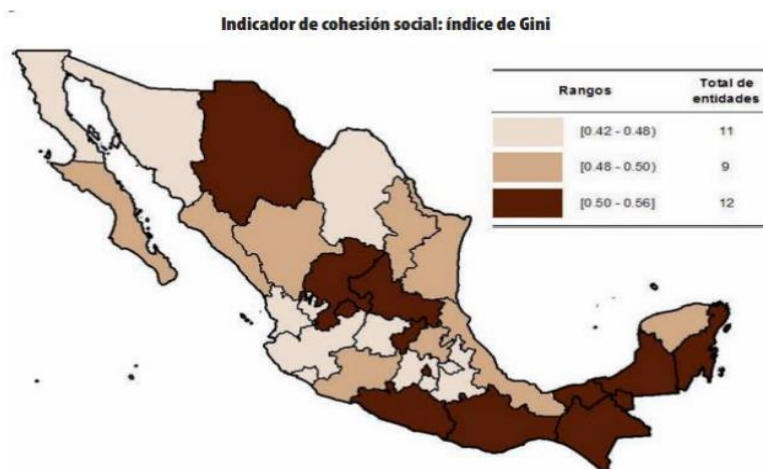 Indicador de cohesión social: índice de Gini
Rangos
Total de
entidades
[0.42 - 0.48)
11
[0.48 - 0.50)
9
[0.50 - 0.56]
12